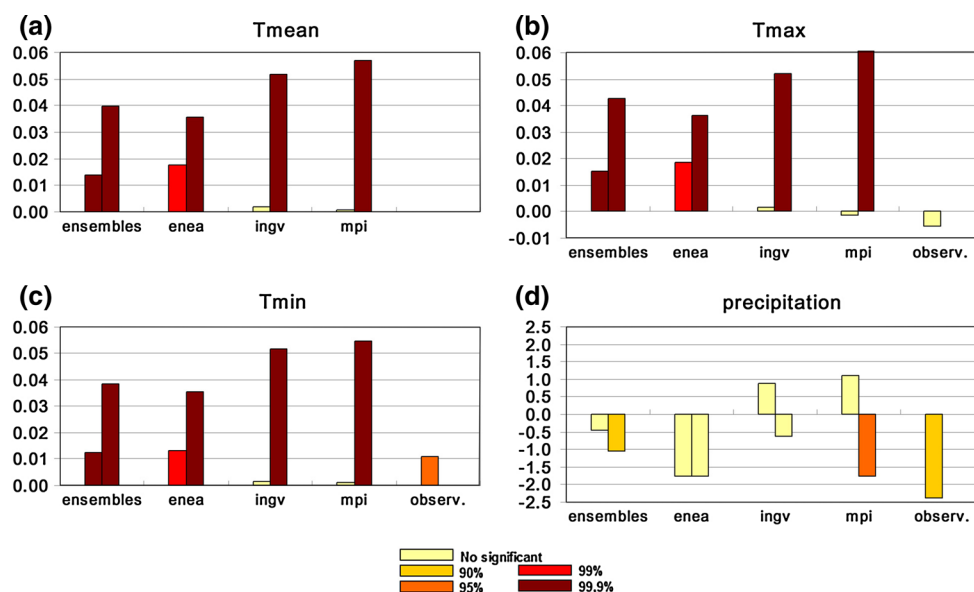 (a)
Tmean
0.06
0.05
0.04
0.03
0.02
0.01
0.00
ensembles enea ingv mpi
(b)
Tmax
0.06
0.05
0.04
0.03
0.02
0.01
0.00
-0.01
ensembles enea ingv mpi observ.
(c)
Tmin
0.06
0.05
0.04
0.03
0.02
0.01
0.00
ensembles enea ingv mpi observ.
(d)
precipitation
2.5
2.0
1.5
1.0
0.5
0.0
-0.5
-1.0
-1.5
-2.0
-2.5
ensembles enea ingv mpi observ.
No significant
90% 99%
95% 99.9%